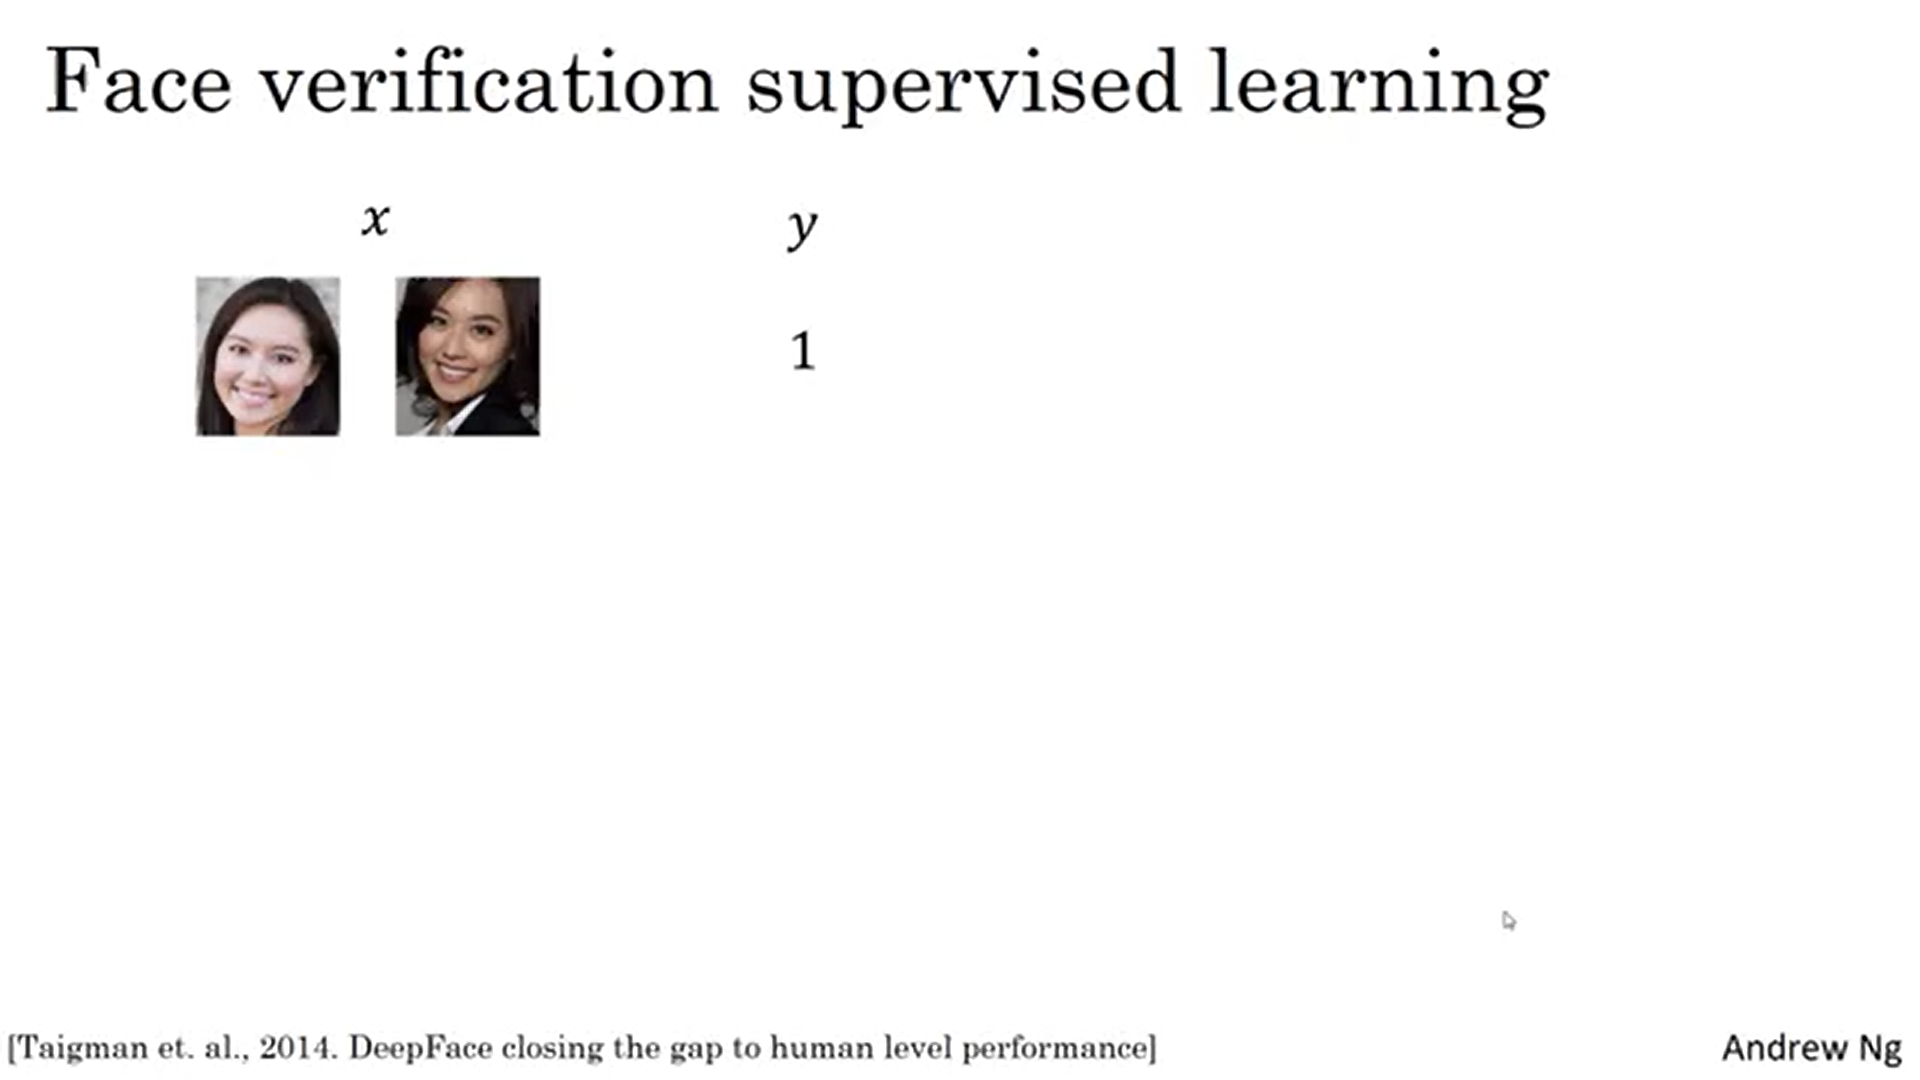 Face verification supervised learning
x y
1
[Taigman et. al., 2014. DeepFace closing the gap to human level performance] Andrew Ng